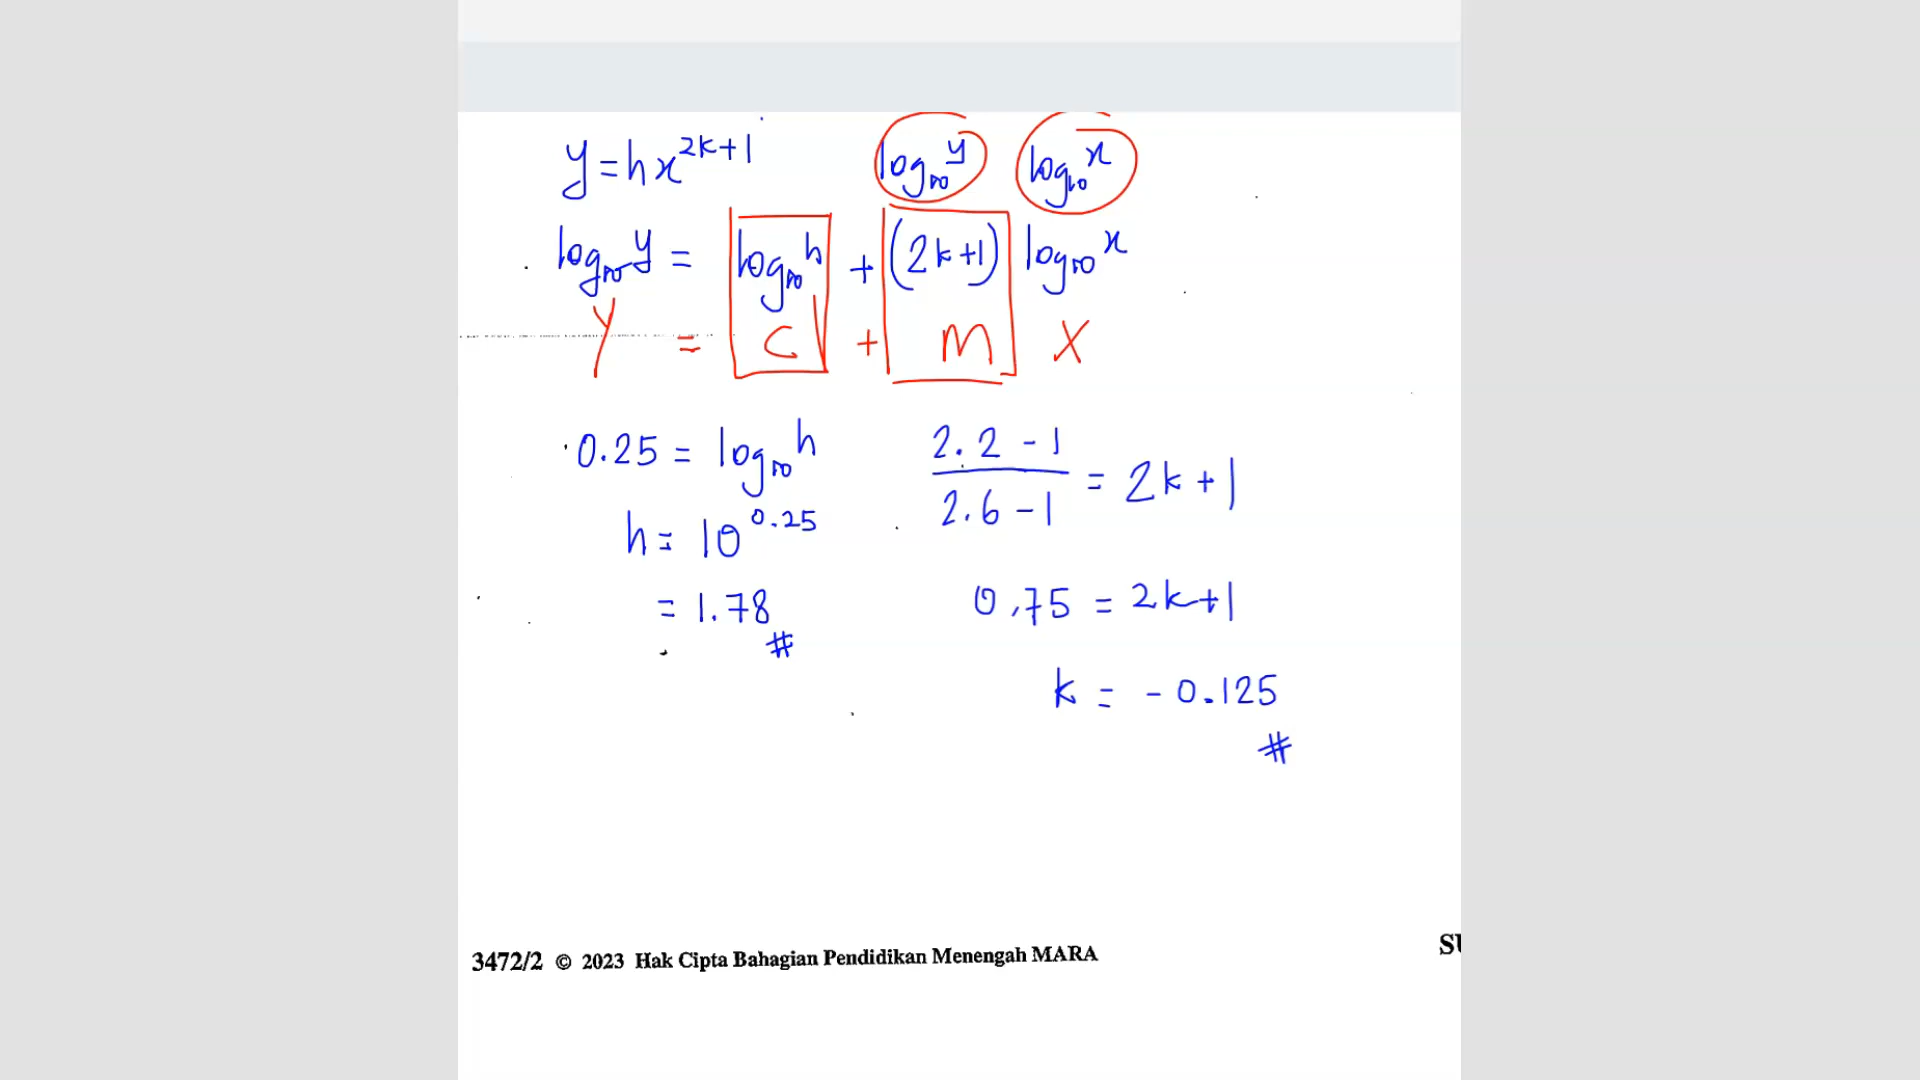 y = hx^{2k+1} log₁₀ y log₁₀ x
log₁₀ y = log₁₀ h + (2k+1) log₁₀ x
Y = C + m X
0.25 = log₁₀ h
h = 10^{0.25}
= 1.78 #
\frac{2.2 - 1}{2.6 - 1} = 2k + 1
0.75 = 2k+1
k = - 0.125
#
3472/2 © 2023 Hak Cipta Bahagian Pendidikan Menengah MARA